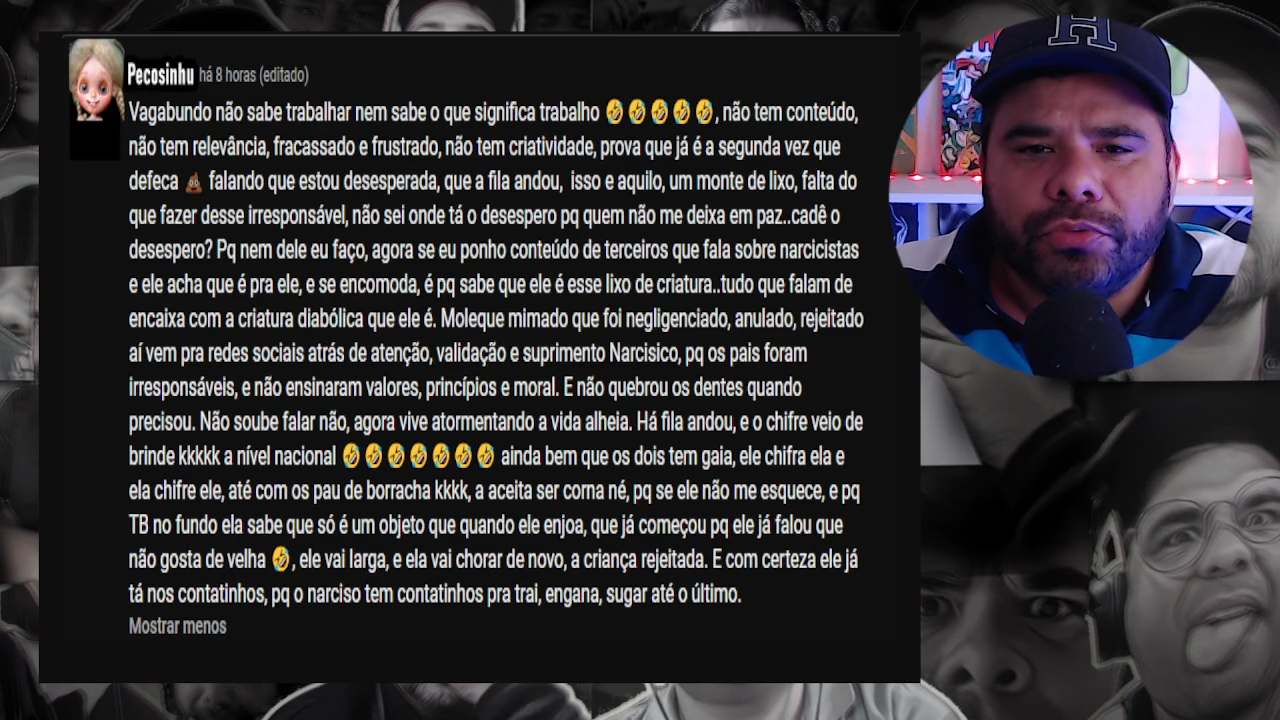 Pecosinhu há 8 horas (editado)
Vagabundo não sabe trabalhar nem sabe o que significa trabalho 🤣🤣🤣🤣🤣, não tem conteúdo,
não tem relevância, fracassado e frustrado, não tem criatividade, prova que já é a segunda vez que
defeca 💩 falando que estou desesperada, que a fila andou, isso e aquilo, um monte de lixo, falta do
que fazer desse irresponsável, não sei onde tá o desespero pq quem não me deixa em paz..cadê o
desespero? Pq nem dele eu faço, agora se eu ponho conteúdo de terceiros que fala sobre narcicistas
e ele acha que é pra ele, e se encomoda, é pq sabe que ele é esse lixo de criatura..tudo que falam de
encaixa com a criatura diabólica que ele é. Moleque mimado que foi negligenciado, anulado, rejeitado
aí vem pra redes sociais atrás de atenção, validação e suprimento Narcisico, pq os pais foram
irresponsáveis, e não ensinaram valores, princípios e moral. E não quebrou os dentes quando
precisou. Não soube falar não, agora vive atormentando a vida alheia. Há fila andou, e o chifre veio de
brinde kkkkk a nível nacional 🤣🤣🤣🤣🤣🤣🤣 ainda bem que os dois tem gaia, ele chifra ela e
ela chifre ele, até com os pau de borracha kkkk, a aceita ser corna né, pq se ele não me esquece, e pq
TB no fundo ela sabe que só é um objeto que quando ele enjoa, que já começou pq ele já falou que
não gosta de velha 🤣, ele vai larga, e ela vai chorar de novo, a criança rejeitada. E com certeza ele já
tá nos contatinhos, pq o narciso tem contatinhos pra trai, engana, sugar até o último.
Mostrar menos
H